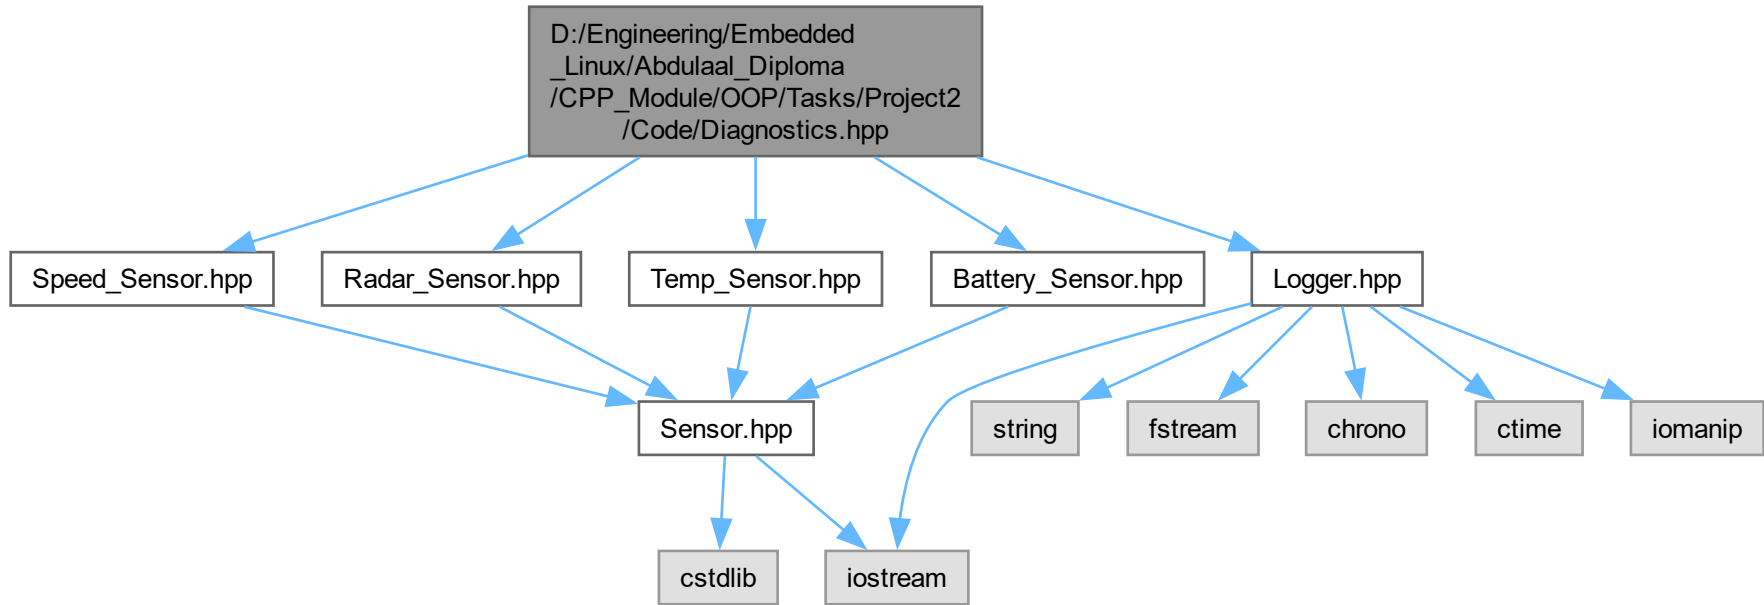 D:/Engineering/Embedded
_Linux/Abdulaal_Diploma
/CPP_Module/OOP/Tasks/Project2
/Code/Diagnostics.hpp
Speed_Sensor.hpp
Radar_Sensor.hpp
Temp_Sensor.hpp
Battery_Sensor.hpp
Logger.hpp
Sensor.hpp
string
fstream
chrono
ctime
iomanip
cstdlib
iostream